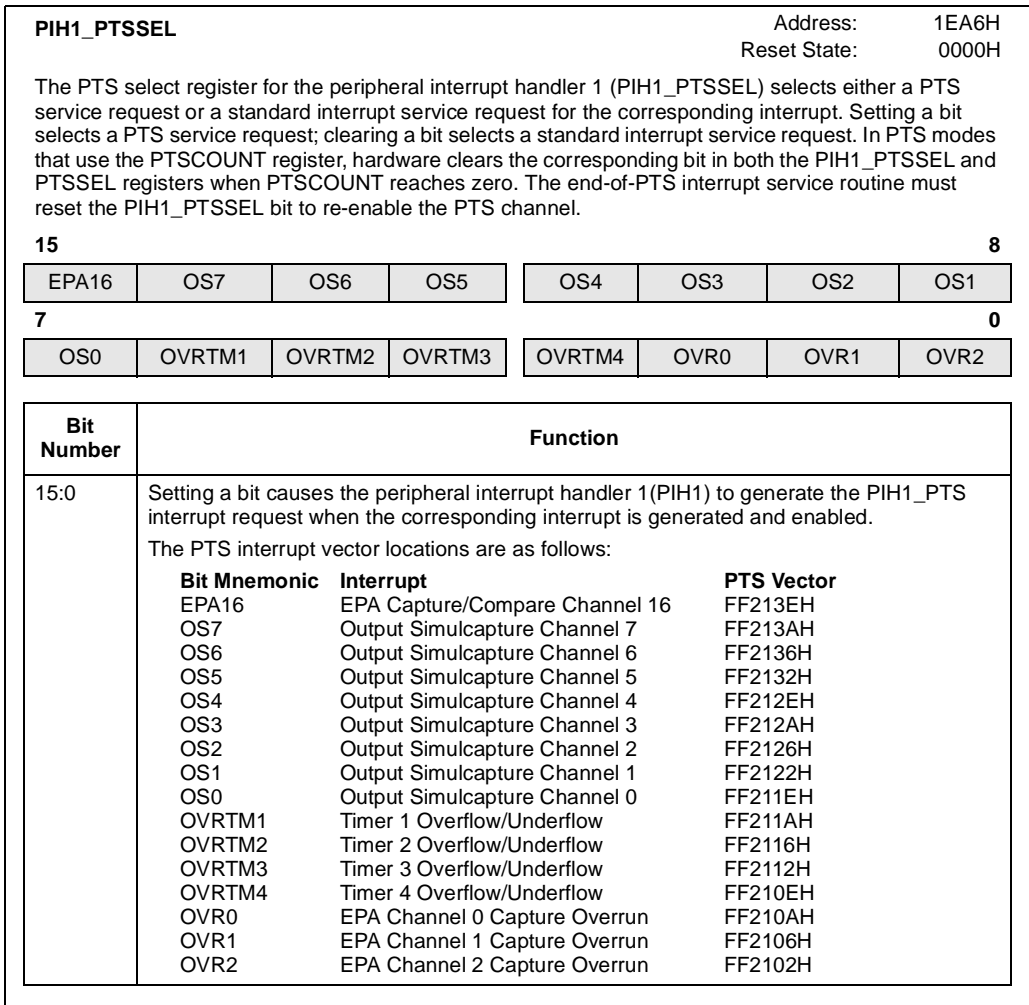 PIH1_PTSSEL Address: 1EA6H
Reset State: 0000H
The PTS select register for the peripheral interrupt handler 1 (PIH1_PTSSEL) selects either a PTS
service request or a standard interrupt service request for the corresponding interrupt. Setting a bit
selects a PTS service request; clearing a bit selects a standard interrupt service request. In PTS modes
that use the PTSCOUNT register, hardware clears the corresponding bit in both the PIH1_PTSSEL and
PTSSEL registers when PTSCOUNT reaches zero. The end-of-PTS interrupt service routine must
reset the PIH1_PTSSEL bit to re-enable the PTS channel.
15 8
EPA16 OS7 OS6 OS5 OS4 OS3 OS2 OS1
7 0
OS0 OVRTM1 OVRTM2 OVRTM3 OVRTM4 OVR0 OVR1 OVR2
Bit
Number Function
15:0 Setting a bit causes the peripheral interrupt handler 1(PIH1) to generate the PIH1_PTS
interrupt request when the corresponding interrupt is generated and enabled.
The PTS interrupt vector locations are as follows:
Bit Mnemonic Interrupt PTS Vector
EPA16 EPA Capture/Compare Channel 16 FF213EH
OS7 Output Simulcapture Channel 7 FF213AH
OS6 Output Simulcapture Channel 6 FF2136H
OS5 Output Simulcapture Channel 5 FF2132H
OS4 Output Simulcapture Channel 4 FF212EH
OS3 Output Simulcapture Channel 3 FF212AH
OS2 Output Simulcapture Channel 2 FF2126H
OS1 Output Simulcapture Channel 1 FF2122H
OS0 Output Simulcapture Channel 0 FF211EH
OVRTM1 Timer 1 Overflow/Underflow FF211AH
OVRTM2 Timer 2 Overflow/Underflow FF2116H
OVRTM3 Timer 3 Overflow/Underflow FF2112H
OVRTM4 Timer 4 Overflow/Underflow FF210EH
OVR0 EPA Channel 0 Capture Overrun FF210AH
OVR1 EPA Channel 1 Capture Overrun FF2106H
OVR2 EPA Channel 2 Capture Overrun FF2102H